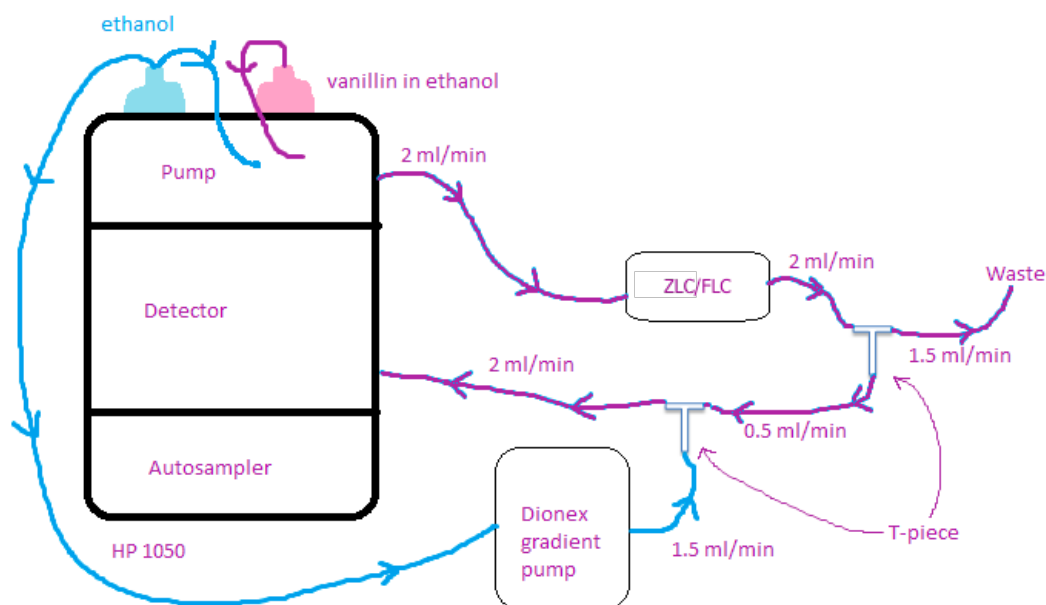 ethanol
vanillin in ethanol
Pump
2 ml/min
ZLC/FLC
2 ml/min
Waste
Detector
2 ml/min
1.5 ml/min
0.5 ml/min
Autosampler
Dionex
gradient
pump
T-piece
HP 1050
1.5 ml/min